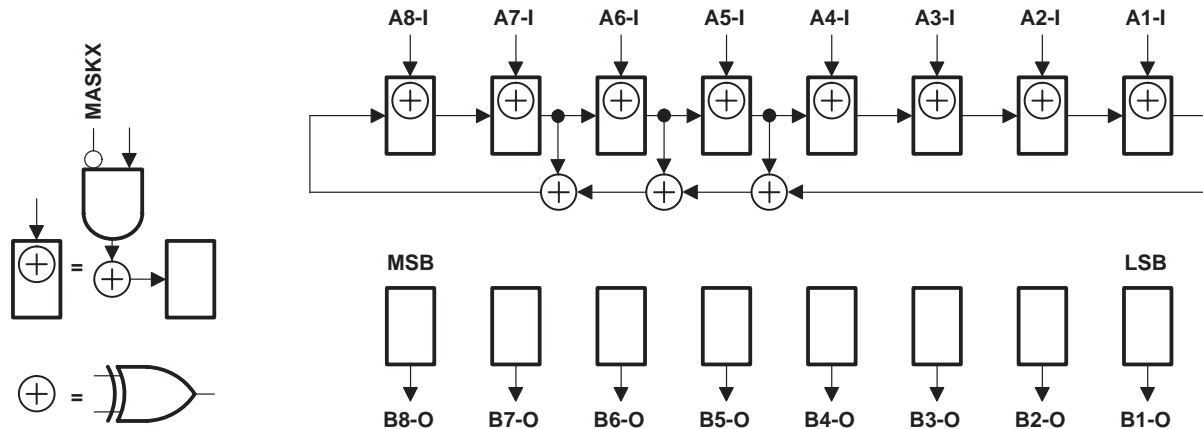 A8-I A7-I A6-I A5-I A4-I A3-I A2-I A1-I
MASKX
=
MSB LSB
=
B8-O B7-O B6-O B5-O B4-O B3-O B2-O B1-O